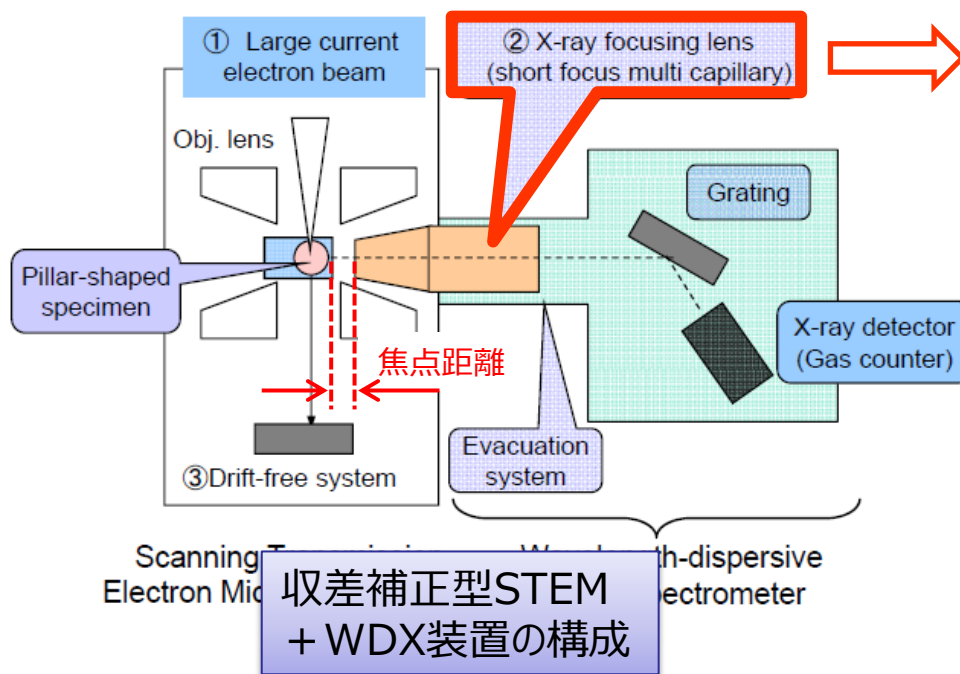 ① Large current
electron beam
② X-ray focusing lens
(short focus multi capillary)
Obj. lens
Grating
Pillar-shaped
specimen
X-ray detector
(Gas counter)
焦点距離
Evacuation
system
③Drift-free system
Scanning
-dispersive
Electron
収差補正型STEM
+WDX装置の構成